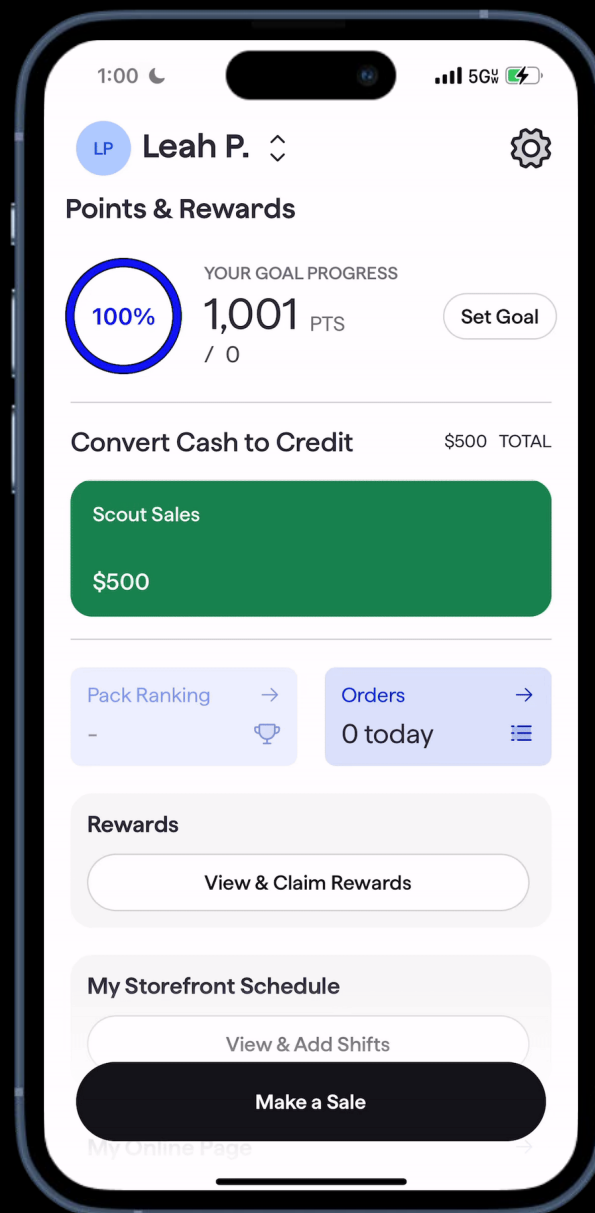 1:00 5G UW
LP Leah P.
Points & Rewards
YOUR GOAL PROGRESS
100% 1,001 PTS Set Goal
/ 0
Convert Cash to Credit $500 TOTAL
Scout Sales
$500
Pack Ranking → Orders →
- 0 today
Rewards
View & Claim Rewards
My Storefront Schedule
View & Add Shifts
Make a Sale
My Online Page →